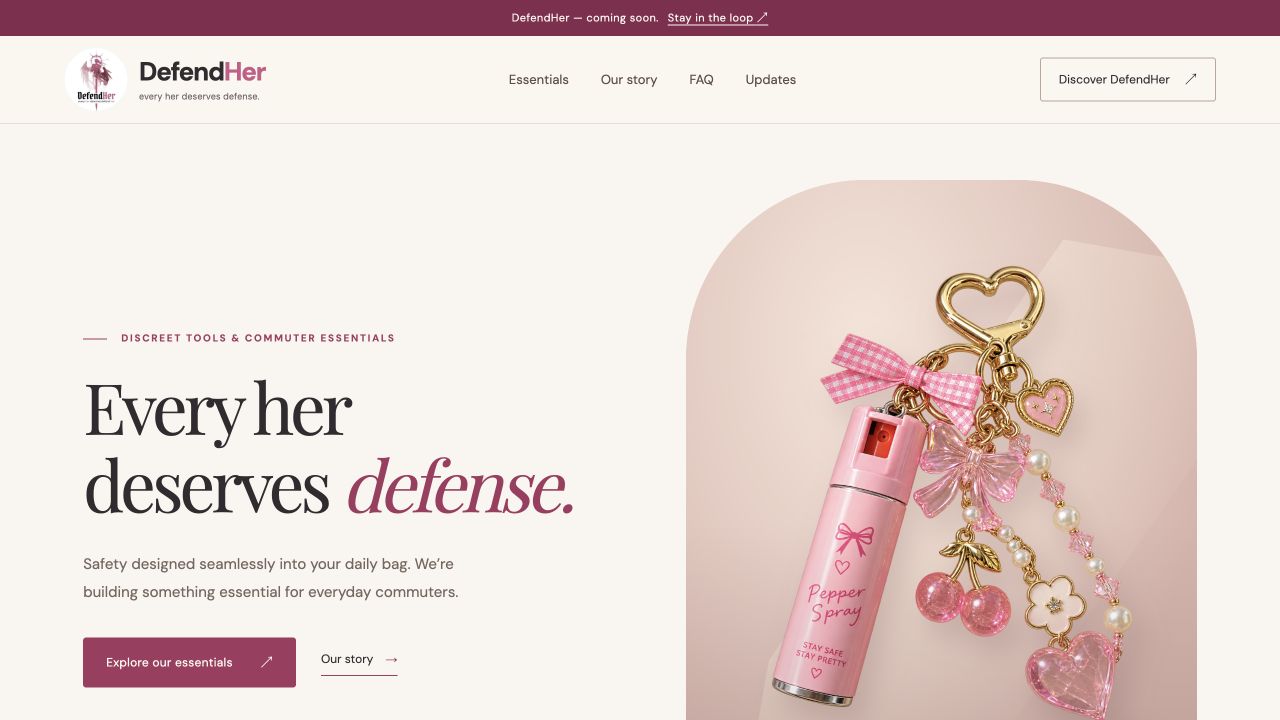 DefendHer — coming soon. Stay in the loop ↗
DefendHer
DefendHer
every her deserves defense.
Essentials
Our story
FAQ
Updates
Discover DefendHer ↗
DISCREET TOOLS & COMMUTER ESSENTIALS
Every her
deserves defense.
Safety designed seamlessly into your daily bag. We’re
building something essential for everyday commuters.
Explore our essentials ↗
Our story →
Pepper
Spray
STAY SAFE
STAY PRETTY